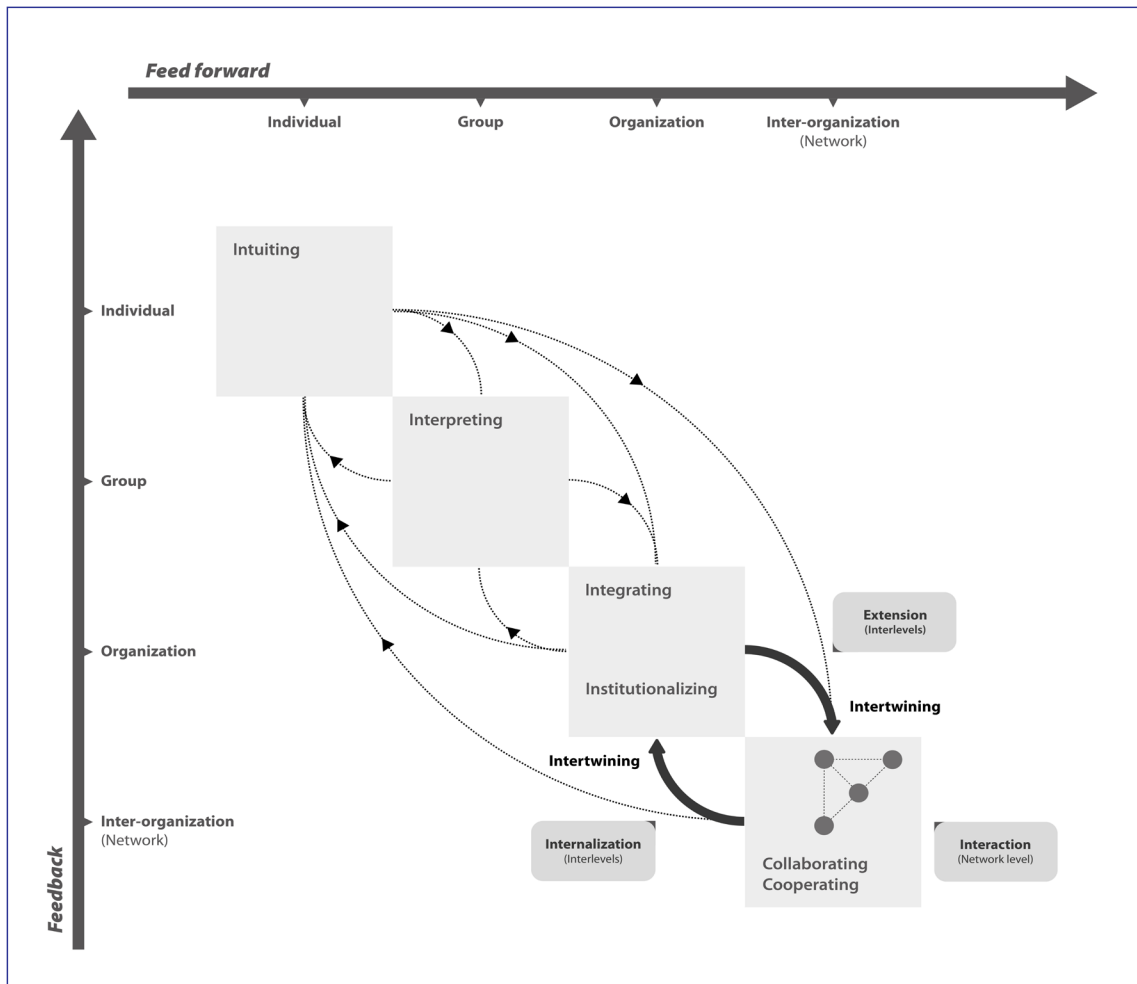 Feed forward
Individual
Group
Organization
Inter-organization
(Network)
Intuiting
Individual
Interpreting
Group
Integrating
Extension
(Interlevels)
Organization
Institutionalizing
Intertwining
Intertwining
Inter-organization
(Network)
Internalization
(Interlevels)
Interaction
(Network level)
Collaborating
Cooperating
Feedback